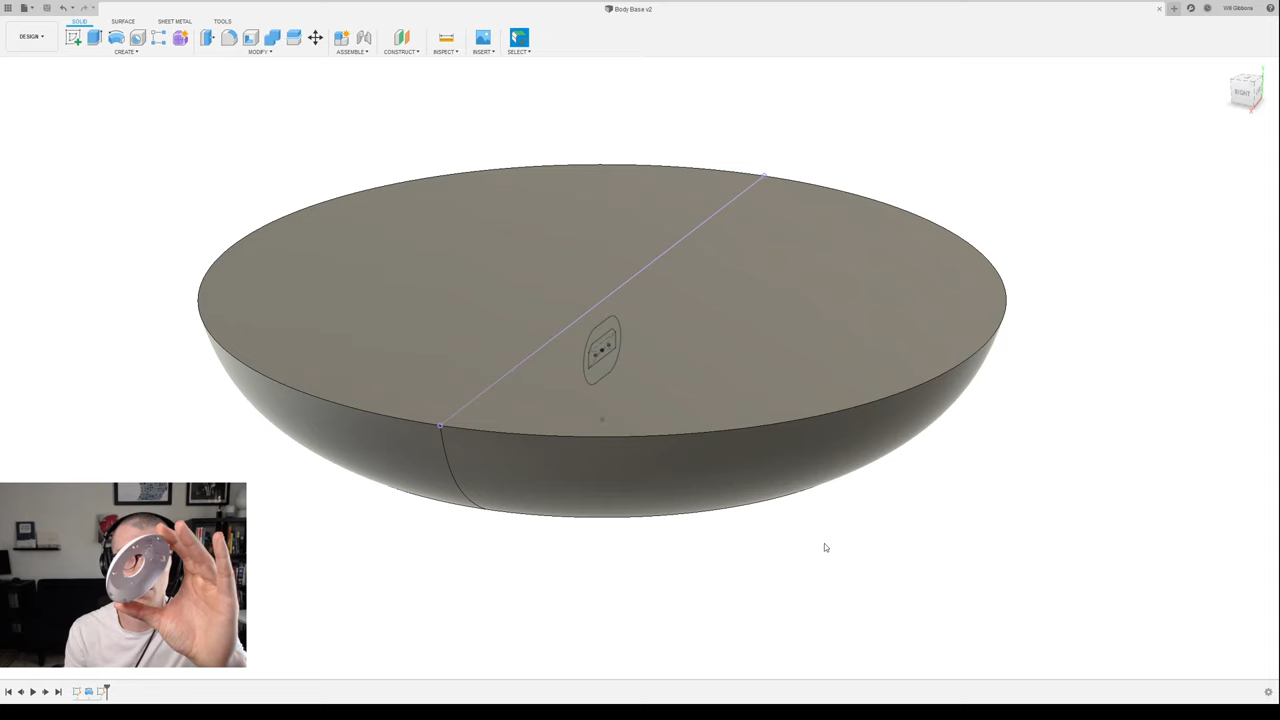 Body Base v2
Will Gibbons
SOLID
SURFACE
SHEET METAL
TOOLS
DESIGN
CREATE
MODIFY
ASSEMBLE
CONSTRUCT
INSPECT
INSERT
SELECT
RIGHT